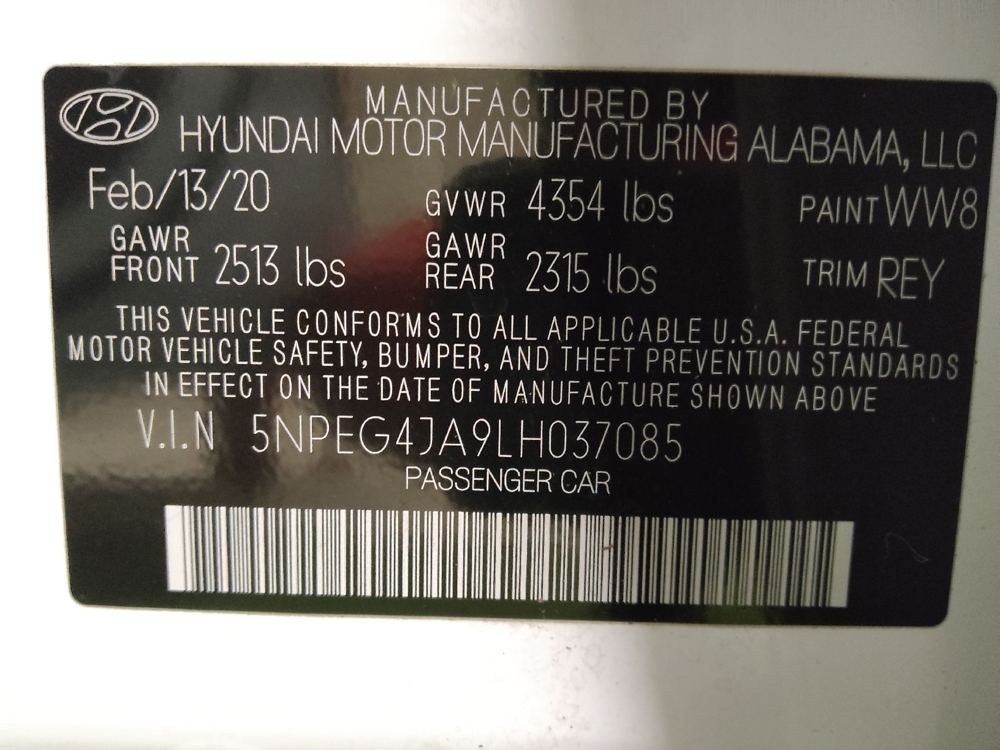 MANUFACTURED BY
HYUNDAI MOTOR MANUFACTURING ALABAMA, LLC
Feb/13/20 GVWR 4354 lbs PAINT WW8
GAWR FRONT 2513 lbs GAWR REAR 2315 lbs TRIM REY
THIS VEHICLE CONFORMS TO ALL APPLICABLE U.S.A. FEDERAL
MOTOR VEHICLE SAFETY, BUMPER, AND THEFT PREVENTION STANDARDS
IN EFFECT ON THE DATE OF MANUFACTURE SHOWN ABOVE
V.I.N 5NPEG4JA9LH037085
PASSENGER CAR